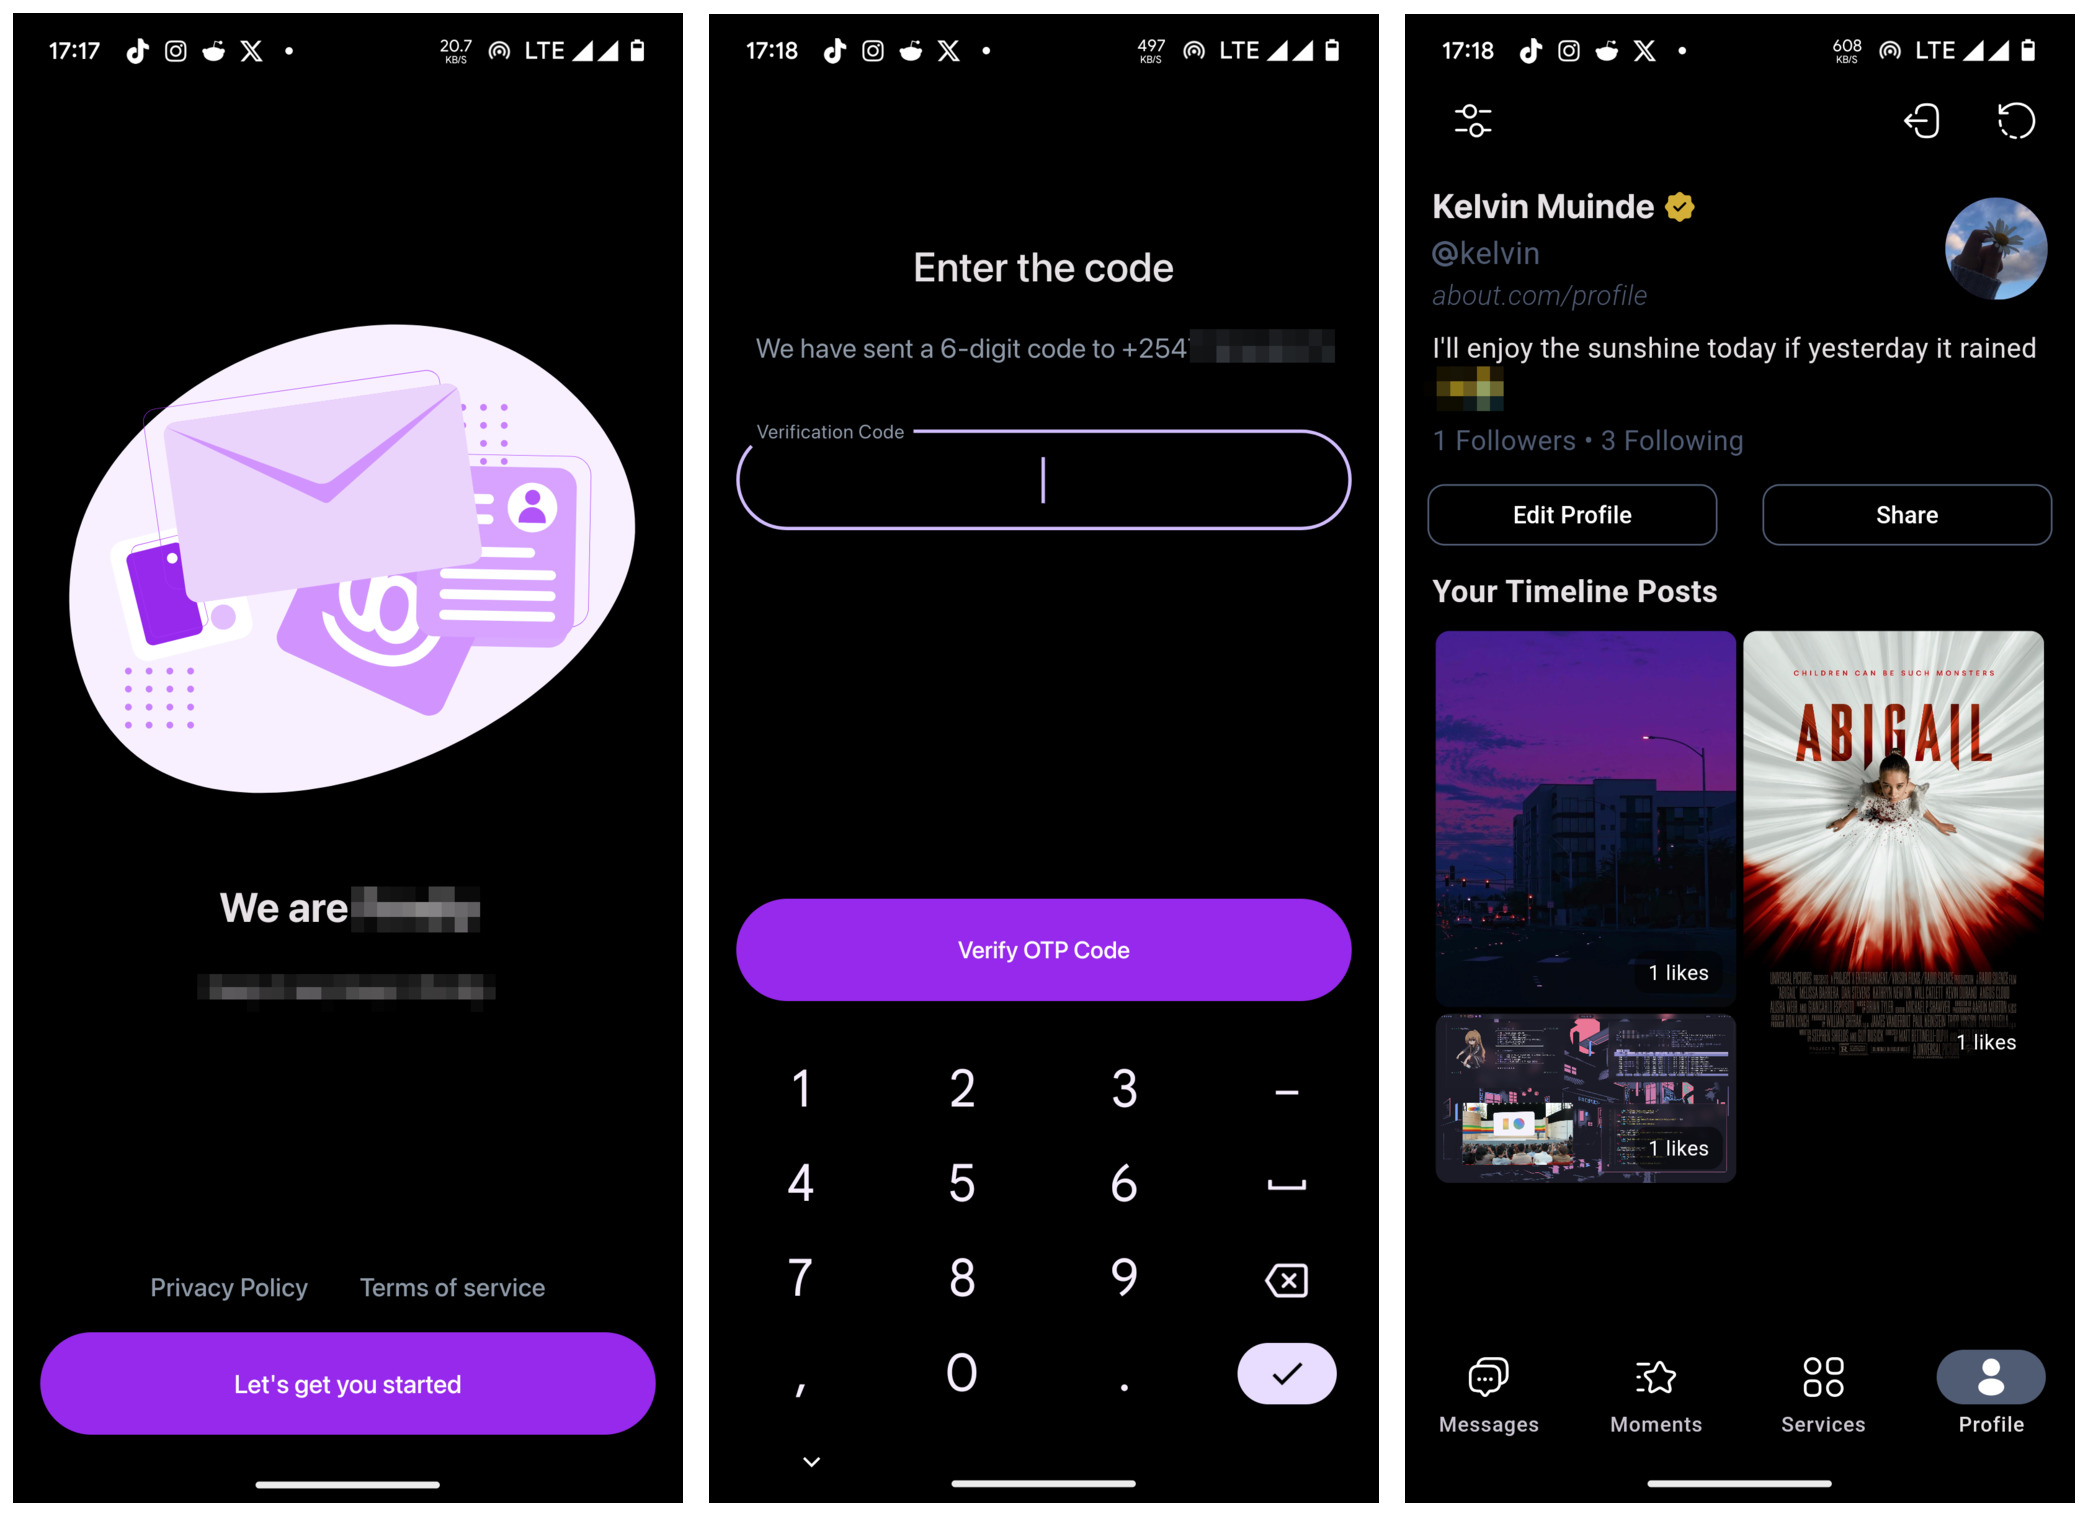 17:17
20.7
KB/S
LTE
We are
Privacy Policy
Terms of service
Let's get you started
17:18
497
KB/S
LTE
Enter the code
We have sent a 6-digit code to +254
Verification Code
Verify OTP Code
1 2 3 –
4 5 6
7 8 9
, 0 .
17:18
608
KB/S
LTE
Kelvin Muinde
@kelvin
about.com/profile
I'll enjoy the sunshine today if yesterday it rained
1 Followers • 3 Following
Edit Profile
Share
Your Timeline Posts
CHILDREN CAN BE SUCH MONSTERS
ABIGAIL
1 likes
1 likes
1 likes
Messages
Moments
Services
Profile